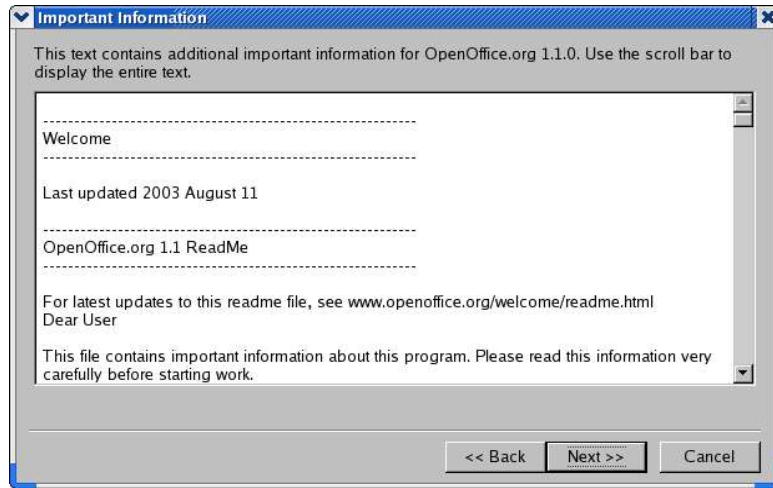 Important Information
This text contains additional important information for OpenOffice.org 1.1.0. Use the scroll bar to
display the entire text.
------------------------------------------------------------
Welcome
------------------------------------------------------------
Last updated 2003 August 11
------------------------------------------------------------
OpenOffice.org 1.1 ReadMe
------------------------------------------------------------
For latest updates to this readme file, see www.openoffice.org/welcome/readme.html
Dear User
This file contains important information about this program. Please read this information very
carefully before starting work.
<< Back Next >> Cancel